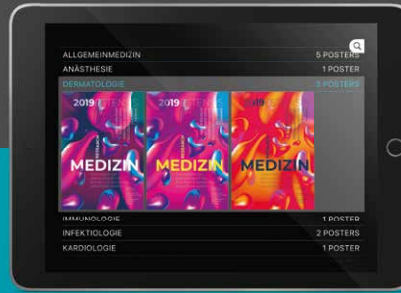 ALLGEMEINMEDIZIN 5 POSTERS
ANÄSTHESIE 1 POSTER
DERMATOLOGIE 3 POSTERS
2019 2019 2019
MEDIZIN MEDIZIN MEDIZIN
IMMUNOLOGIE 1 POSTER
INFEKTIOLOGIE 2 POSTERS
KARDIOLOGIE 1 POSTER